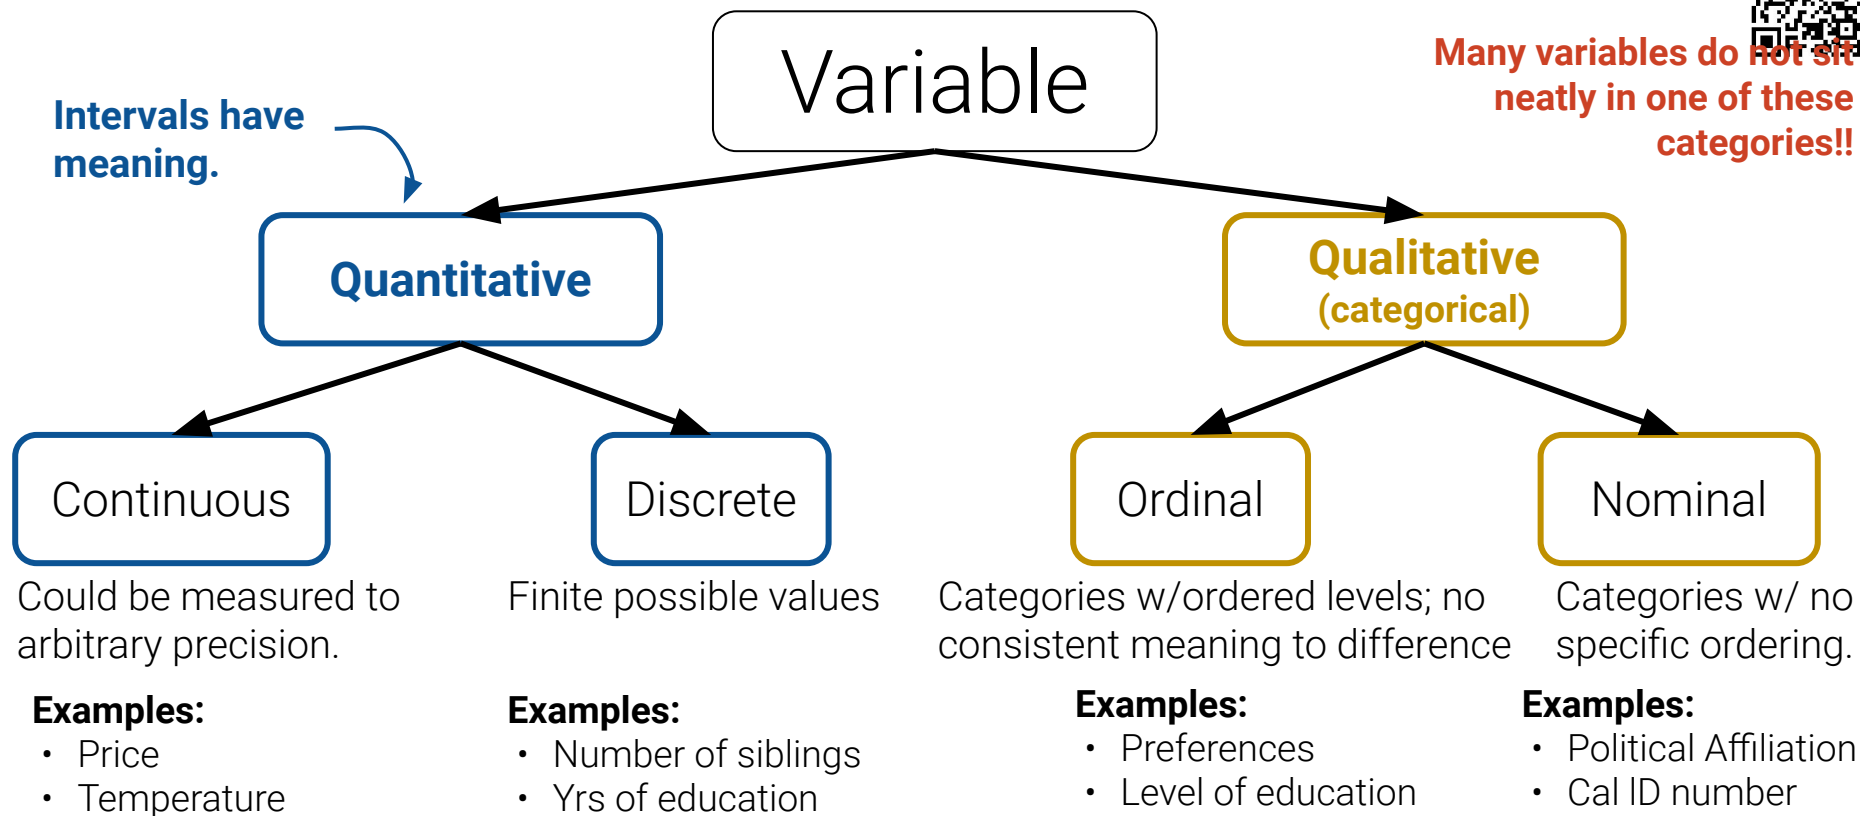 Variable
Many variables do not sit
neatly in one of these
categories!!
Intervals have
meaning.
Quantitative
Qualitative
(categorical)
Continuous
Discrete
Ordinal
Nominal
Could be measured to
arbitrary precision.
Finite possible values
Categories w/ordered levels; no
consistent meaning to difference
Categories w/ no
specific ordering.
Examples:
• Price
• Temperature
Examples:
• Number of siblings
• Yrs of education
Examples:
• Preferences
• Level of education
Examples:
• Political Affiliation
• Cal ID number